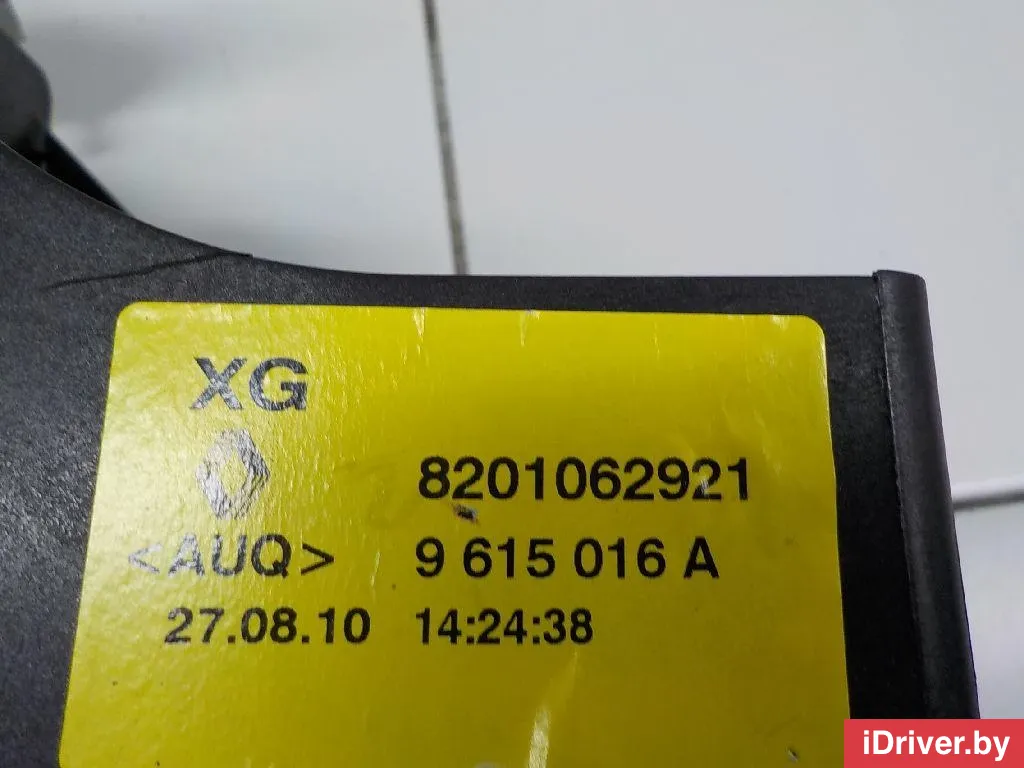 XG
8201062921
<AUQ> 9 615 016 A
27.08.10 14:24:38
iDriver.by